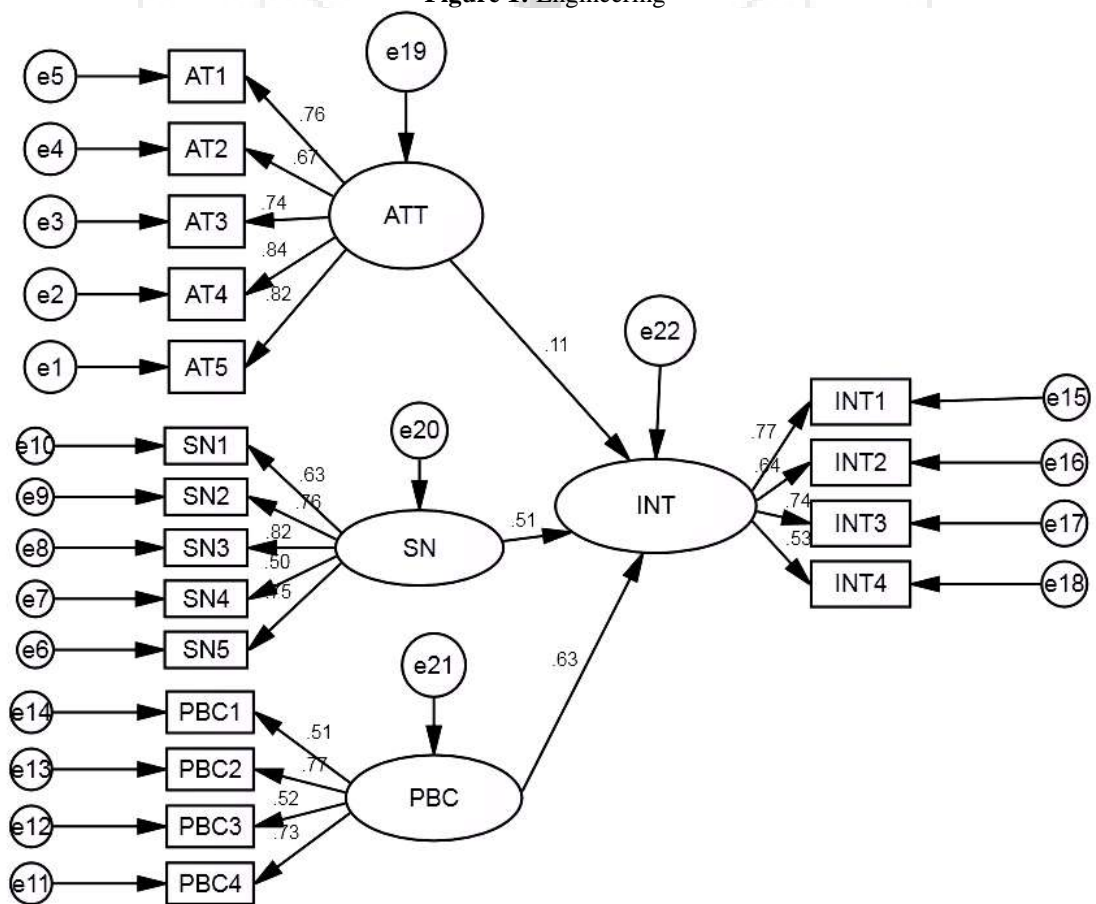 Figure 1. Engineering
e19
e5
AT1
.76
e4
AT2
.67
e3
AT3
.74
ATT
e2
AT4
.84
e1
AT5
.82
.11
e22
e10
SN1
.63
e20
e9
SN2
.76
e8
SN3
.82
SN
.51
INT
e7
SN4
.50
e6
SN5
.75
.77
INT1
e15
.64
INT2
e16
.74
INT3
e17
.53
INT4
e18
e21
.63
e14
PBC1
.51
e13
PBC2
.77
PBC
e12
PBC3
.52
e11
PBC4
.73